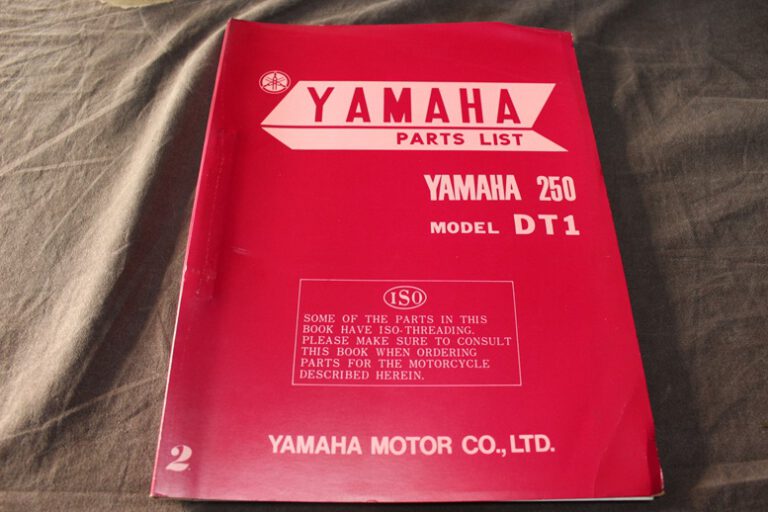 YAMAHA
PARTS LIST
YAMAHA 250
MODEL DT1
ISO
SOME OF THE PARTS IN THIS
BOOK HAVE ISO-THREADING.
PLEASE MAKE SURE TO CONSULT
THIS BOOK WHEN ORDERING
PARTS FOR THE MOTORCYCLE
DESCRIBED HEREIN.
2
YAMAHA MOTOR CO., LTD.